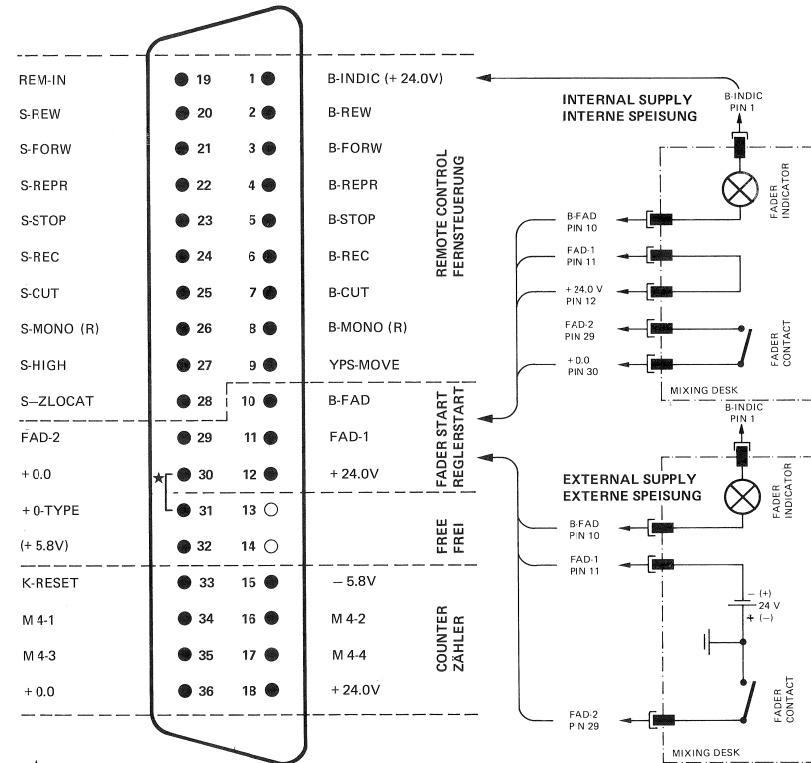 REM-IN 19 1 B-INDIC (+ 24.0V)
S-REW 20 2 B-REW
S-FORW 21 3 B-FORW
S-REPR 22 4 B-REPR
S-STOP 23 5 B-STOP
S-REC 24 6 B-REC
S-CUT 25 7 B-CUT
S-MONO (R) 26 8 B-MONO (R)
S-HIGH 27 9 YPS-MOVE
S–ZLOCAT 28 10 B-FAD
FAD-2 29 11 FAD-1
+ 0.0 30 12 + 24.0V
★
+ 0-TYPE 31 13
(+ 5.8V) 32 14
K-RESET 33 15 – 5.8V
M 4-1 34 16 M 4-2
M 4-3 35 17 M 4-4
+ 0.0 36 18 + 24.0V
REMOTE CONTROL
FERNSTEUERUNG
FADER START
REGLERSTART
FREE
FREI
COUNTER
ZÄHLER
INTERNAL SUPPLY
INTERNE SPEISUNG
B-INDIC
PIN 1
FADER
INDICATOR
B-FAD
PIN 10
FAD-1
PIN 11
+ 24.0 V
PIN 12
FAD-2
PIN 29
+ 0.0
PIN 30
FADER
CONTACT
MIXING DESK
B-INDIC
PIN 1
EXTERNAL SUPPLY
EXTERNE SPEISUNG
FADER
INDICATOR
B-FAD
PIN 10
FAD-1
PIN 11
– (+)
24 V
+ (–)
FAD-2
PIN 29
FADER
CONTACT
MIXING DESK